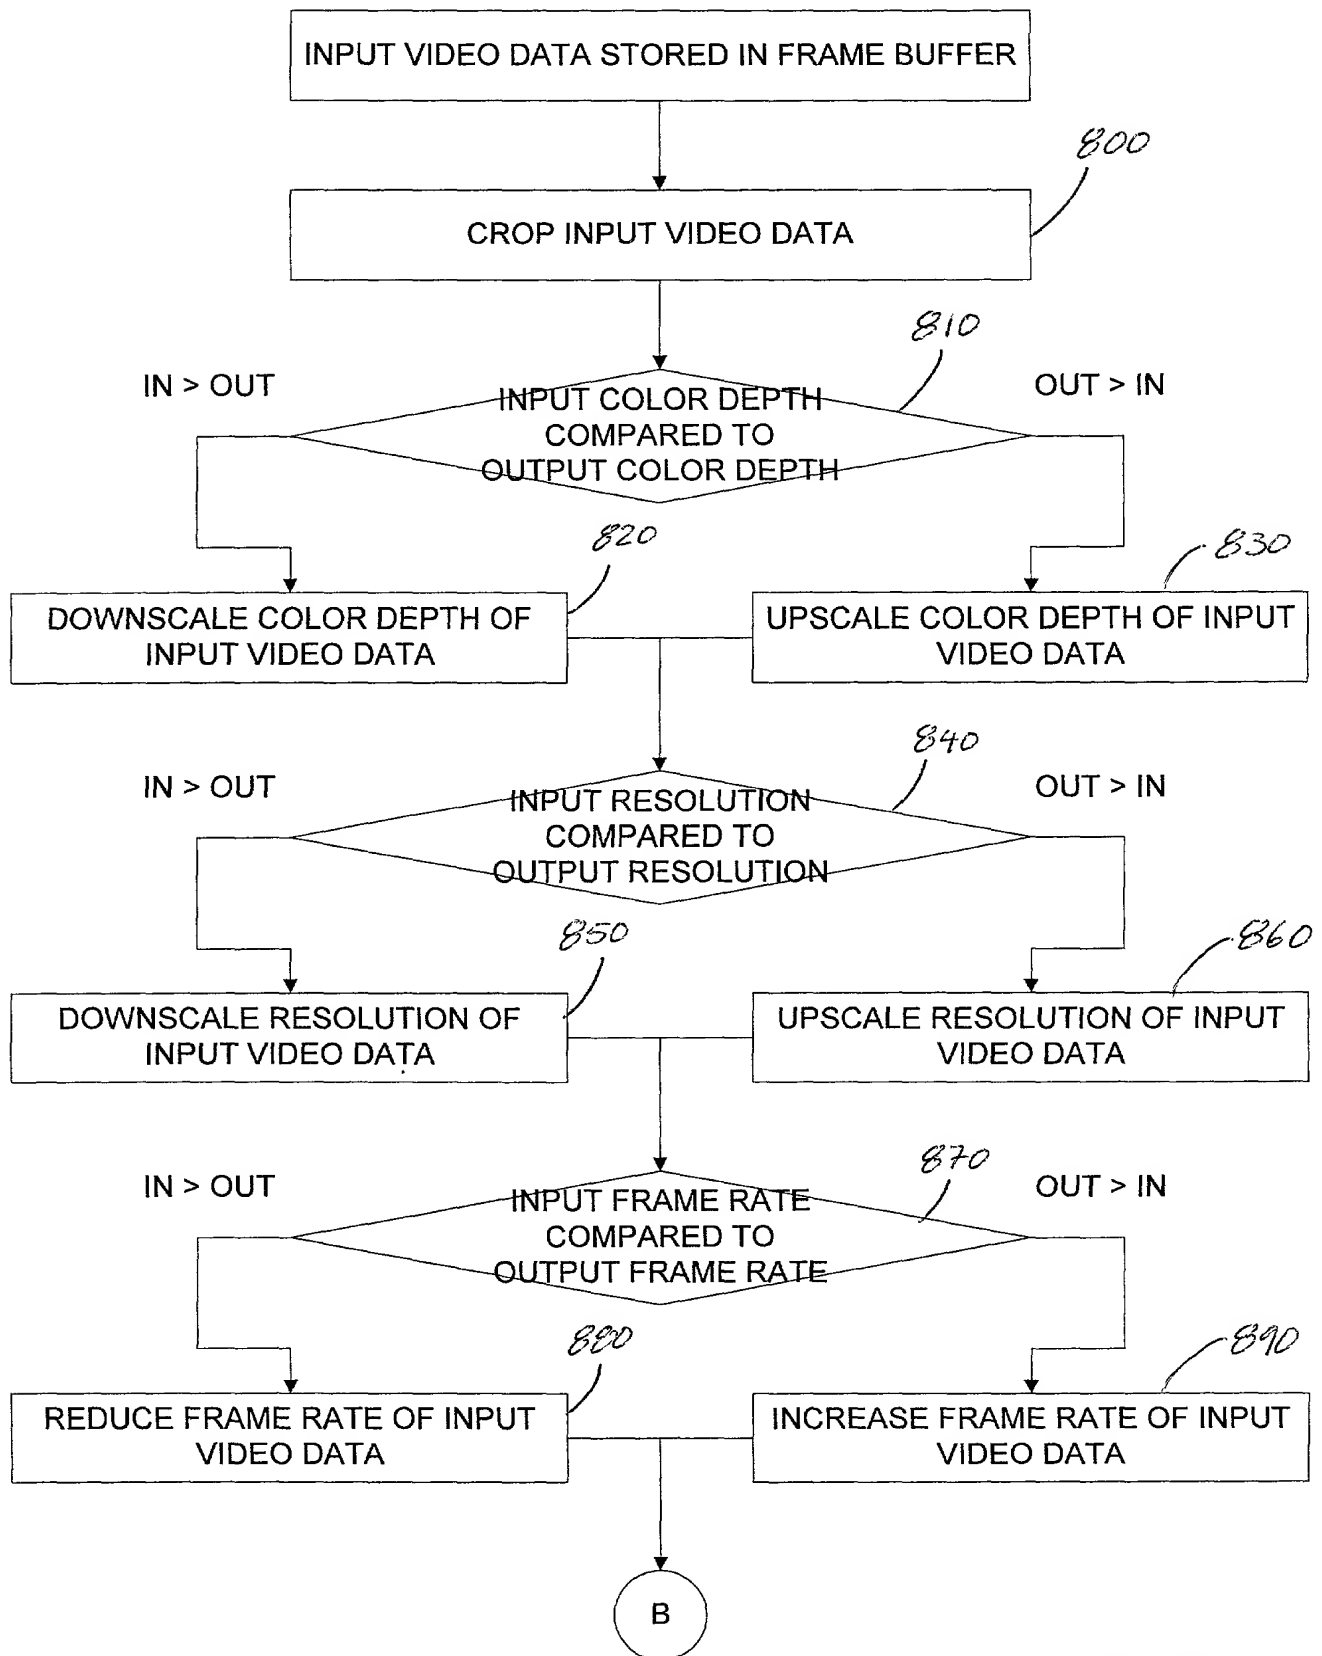 INPUT VIDEO DATA STORED IN FRAME BUFFER
800
CROP INPUT VIDEO DATA
810
IN > OUT
OUT > IN
INPUT COLOR DEPTH
COMPARED TO
OUTPUT COLOR DEPTH
820
830
DOWNSCALE COLOR DEPTH OF
INPUT VIDEO DATA
UPSCALE COLOR DEPTH OF INPUT
VIDEO DATA
840
IN > OUT
OUT > IN
INPUT RESOLUTION
COMPARED TO
OUTPUT RESOLUTION
850
860
DOWNSCALE RESOLUTION OF
INPUT VIDEO DATA
UPSCALE RESOLUTION OF INPUT
VIDEO DATA
870
IN > OUT
OUT > IN
INPUT FRAME RATE
COMPARED TO
OUTPUT FRAME RATE
880
890
REDUCE FRAME RATE OF INPUT
VIDEO DATA
INCREASE FRAME RATE OF INPUT
VIDEO DATA
B